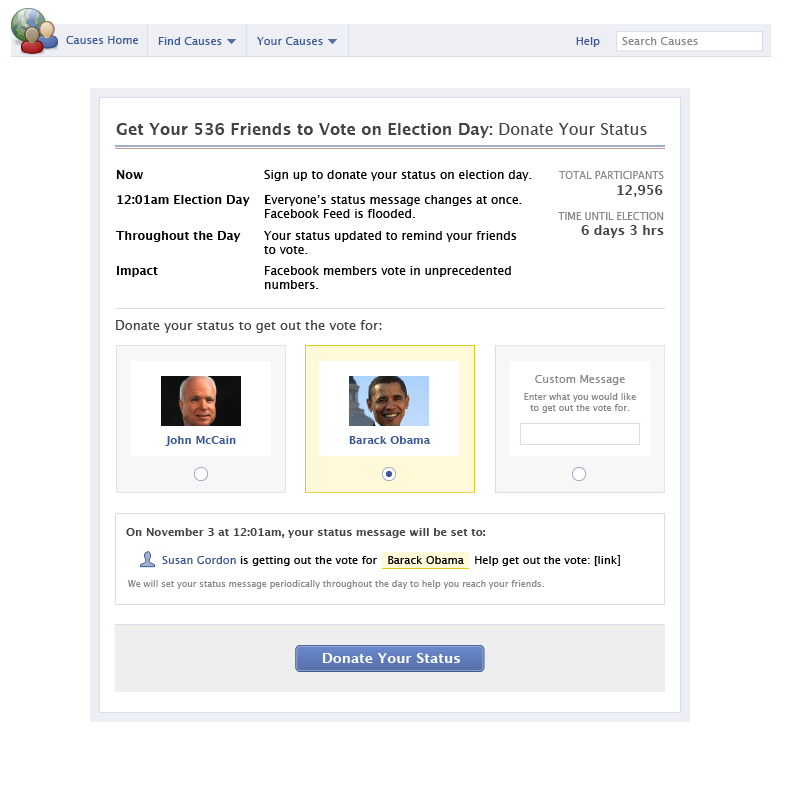 Causes Home
Find Causes
Your Causes
Help
Search Causes
Get Your 536 Friends to Vote on Election Day: Donate Your Status
Now
Sign up to donate your status on election day.
12:01am Election Day
Everyone's status message changes at once.
Facebook Feed is flooded.
Throughout the Day
Your status updated to remind your friends
to vote.
Impact
Facebook members vote in unprecedented
numbers.
TOTAL PARTICIPANTS
12,956
TIME UNTIL ELECTION
6 days 3 hrs
Donate your status to get out the vote for:
John McCain
Barack Obama
Custom Message
Enter what you would like
to get out the vote for.
On November 3 at 12:01am, your status message will be set to:
Susan Gordon is getting out the vote for Barack Obama Help get out the vote: [link]
We will set your status message periodically throughout the day to help you reach your friends.
Donate Your Status